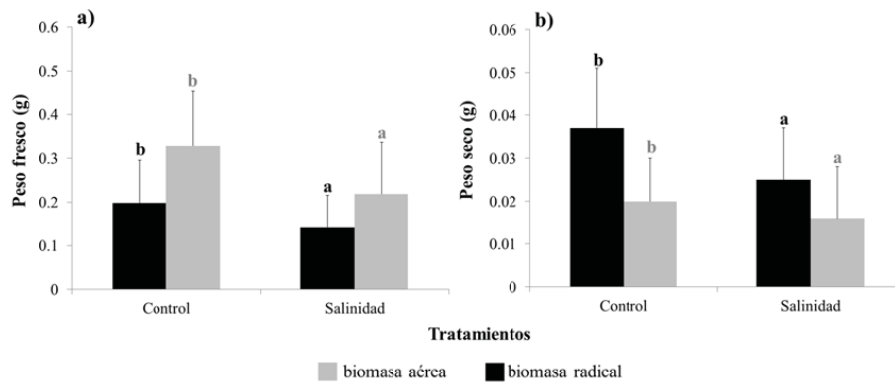 a)
Peso fresco (g)
0.6
0.5
0.4
0.3
0.2
0.1
0
b
b
a
a
Control
Salinidad
b)
Peso seco (g)
0.06
0.05
0.04
0.03
0.02
0.01
0
b
b
a
a
Control
Salinidad
Tratamientos
biomasa aérea
biomasa radical